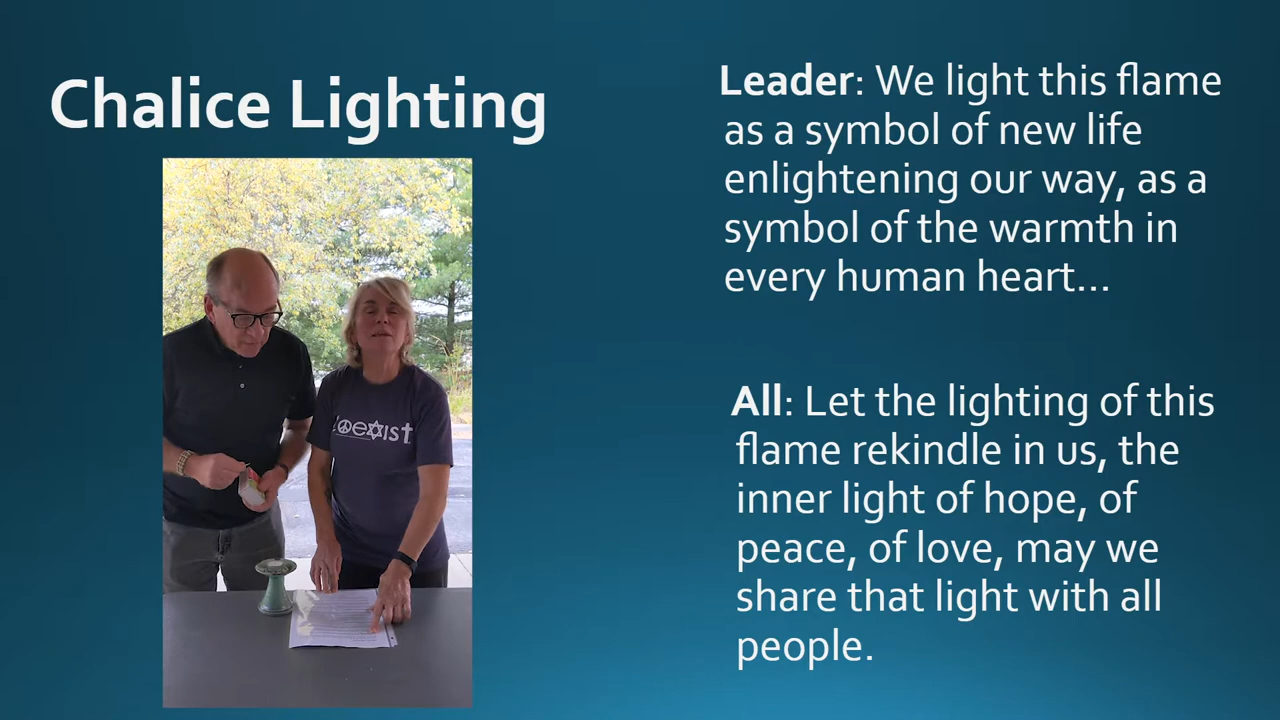 Chalice Lighting
Leader: We light this flame
as a symbol of new life
enlightening our way, as a
symbol of the warmth in
every human heart...
All: Let the lighting of this
flame rekindle in us, the
inner light of hope, of
peace, of love, may we
share that light with all
people.
coexist